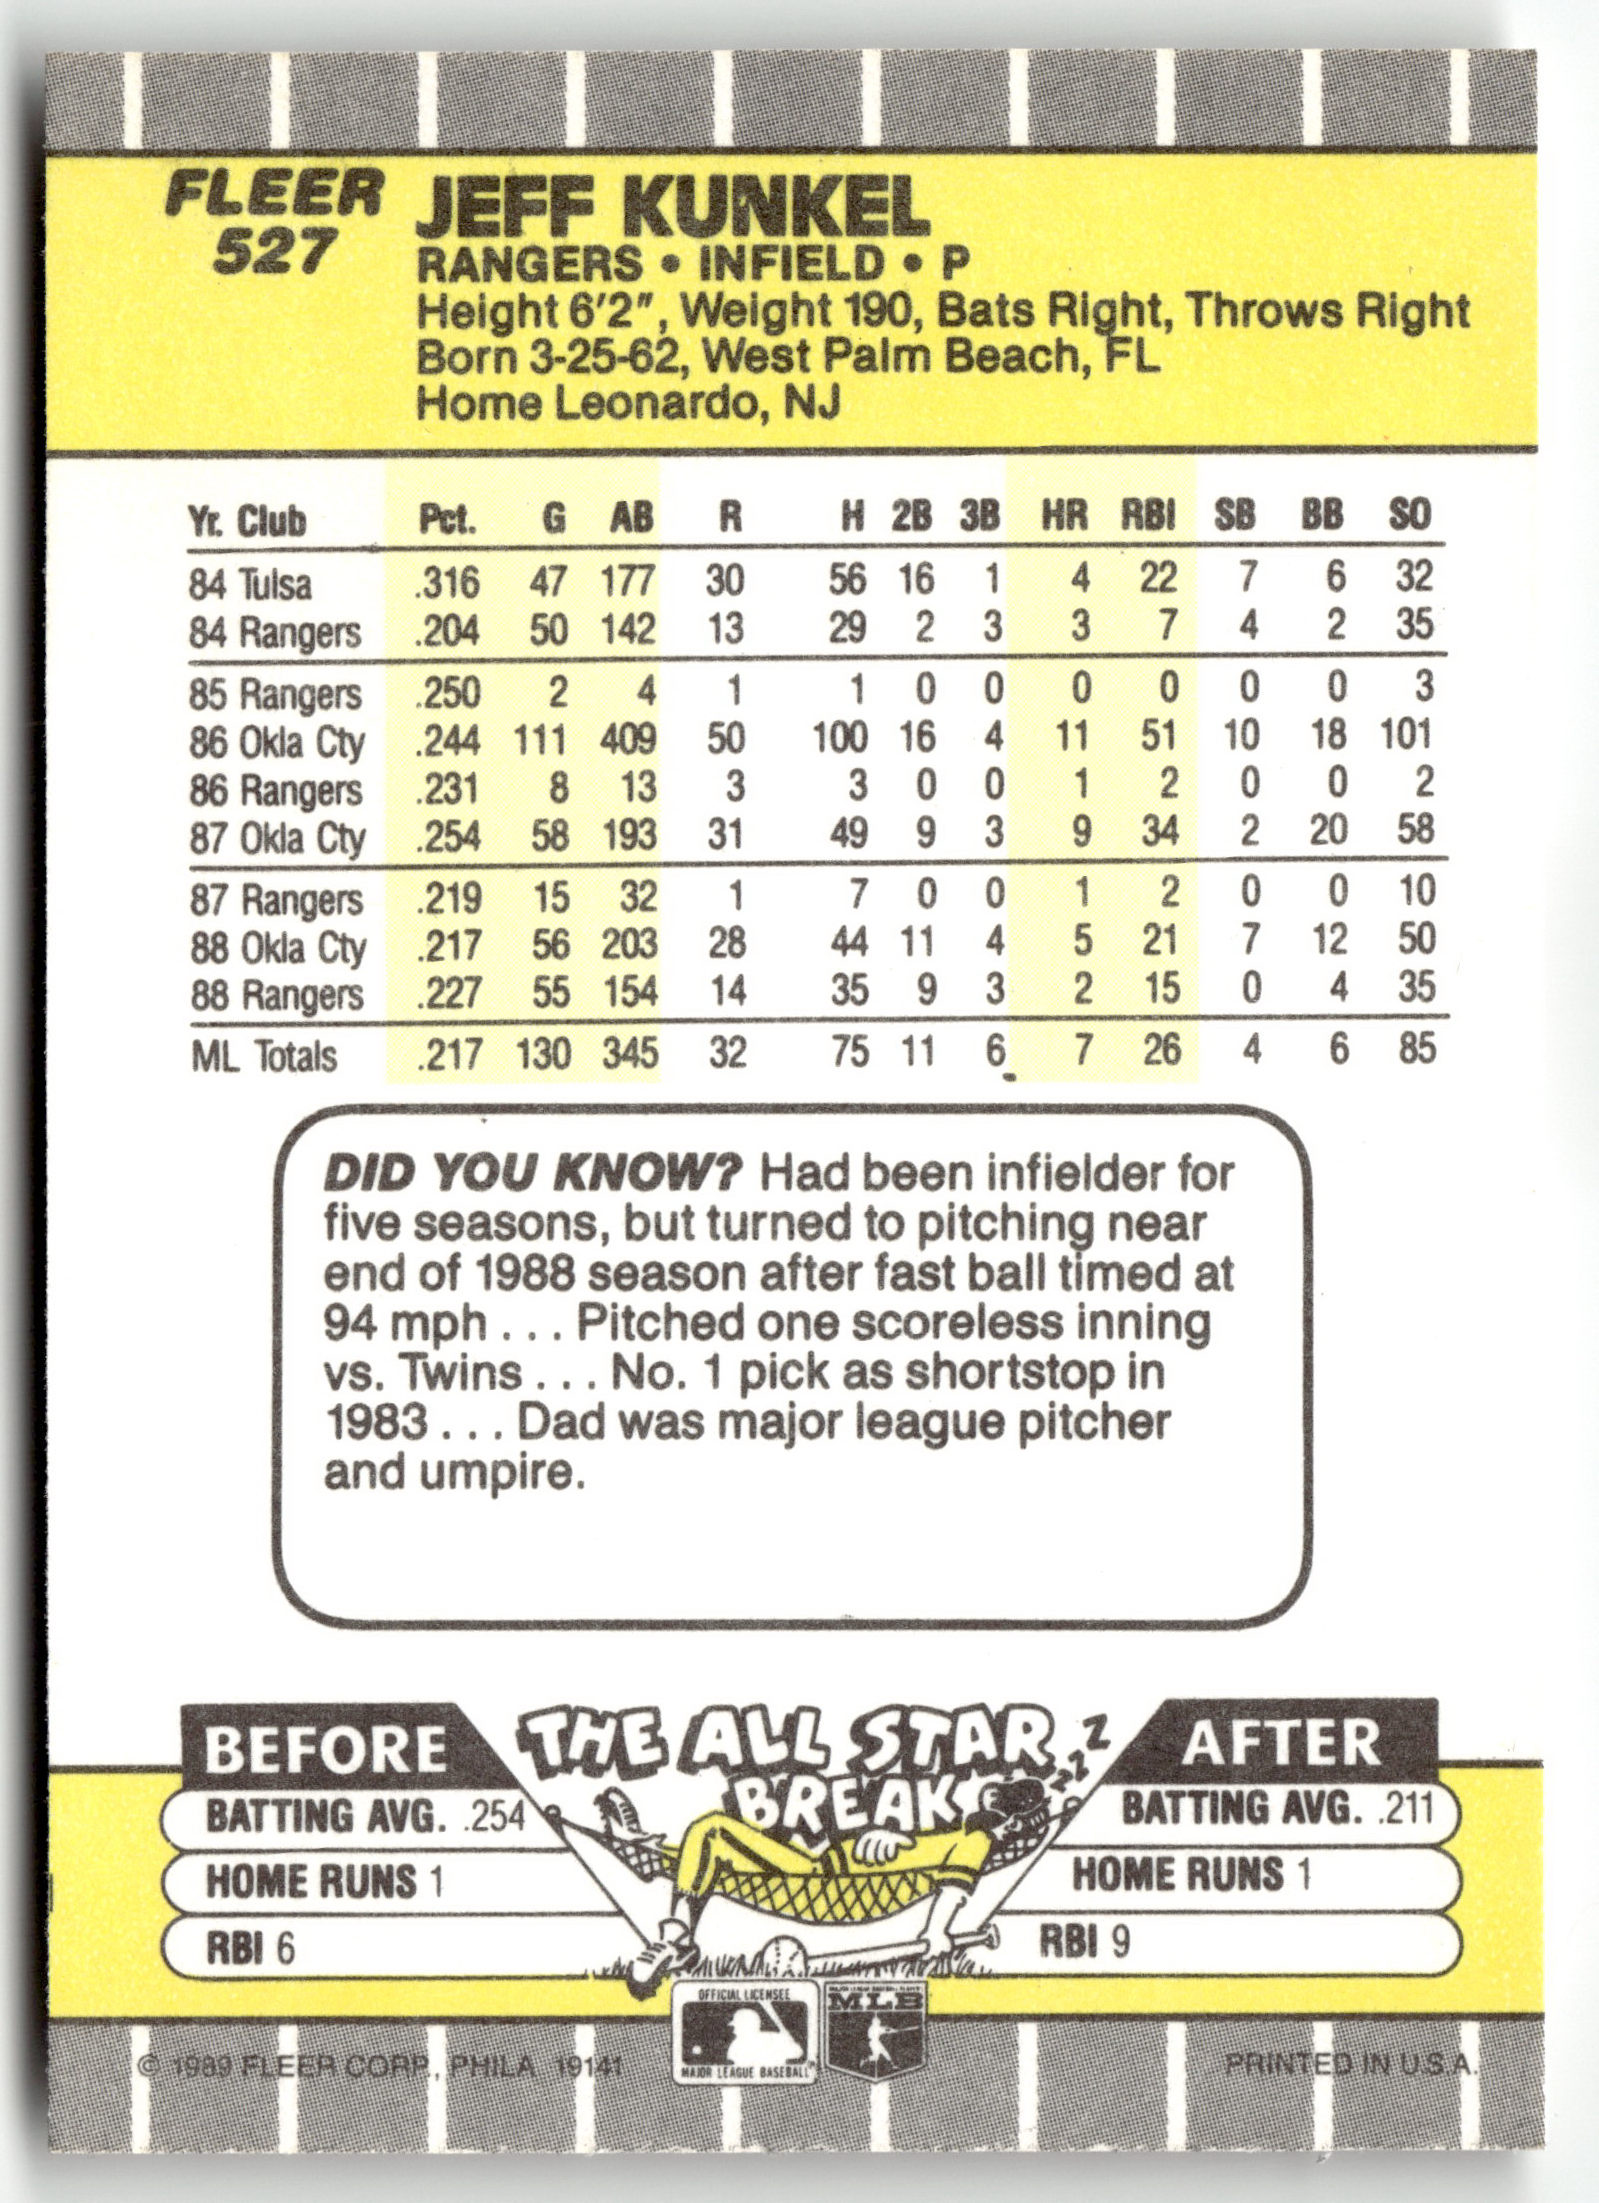 FLEER
527
JEFF KUNKEL
RANGERS • INFIELD • P
Height 6'2", Weight 190, Bats Right, Throws Right
Born 3-25-62, West Palm Beach, FL
Home Leonardo, NJ
Yr. Club Pct. G AB R H 2B 3B HR RBI SB BB SO
84 Tulsa .316 47 177 30 56 16 1 4 22 7 6 32
84 Rangers .204 50 142 13 29 2 3 3 7 4 2 35
85 Rangers .250 2 4 1 1 0 0 0 0 0 0 3
86 Okla Cty .244 111 409 50 100 16 4 11 51 10 18 101
86 Rangers .231 8 13 3 3 0 0 1 2 0 0 2
87 Okla Cty .254 58 193 31 49 9 3 9 34 2 20 58
87 Rangers .219 15 32 1 7 0 0 1 2 0 0 10
88 Okla Cty .217 56 203 28 44 11 4 5 21 7 12 50
88 Rangers .227 55 154 14 35 9 3 2 15 0 4 35
ML Totals .217 130 345 32 75 11 6 7 26 4 6 85
DID YOU KNOW? Had been infielder for
five seasons, but turned to pitching near
end of 1988 season after fast ball timed at
94 mph . . . Pitched one scoreless inning
vs. Twins . . . No. 1 pick as shortstop in
1983 . . . Dad was major league pitcher
and umpire.
BEFORE
THE ALL STAR
BREAK
ZZZZ
AFTER
BATTING AVG. .254
HOME RUNS 1
RBI 6
BATTING AVG. .211
HOME RUNS 1
RBI 9
OFFICIAL LICENSEE
MAJOR LEAGUE BASEBALL
MLB
© 1989 FLEER CORP., PHILA 19141
PRINTED IN U.S.A.